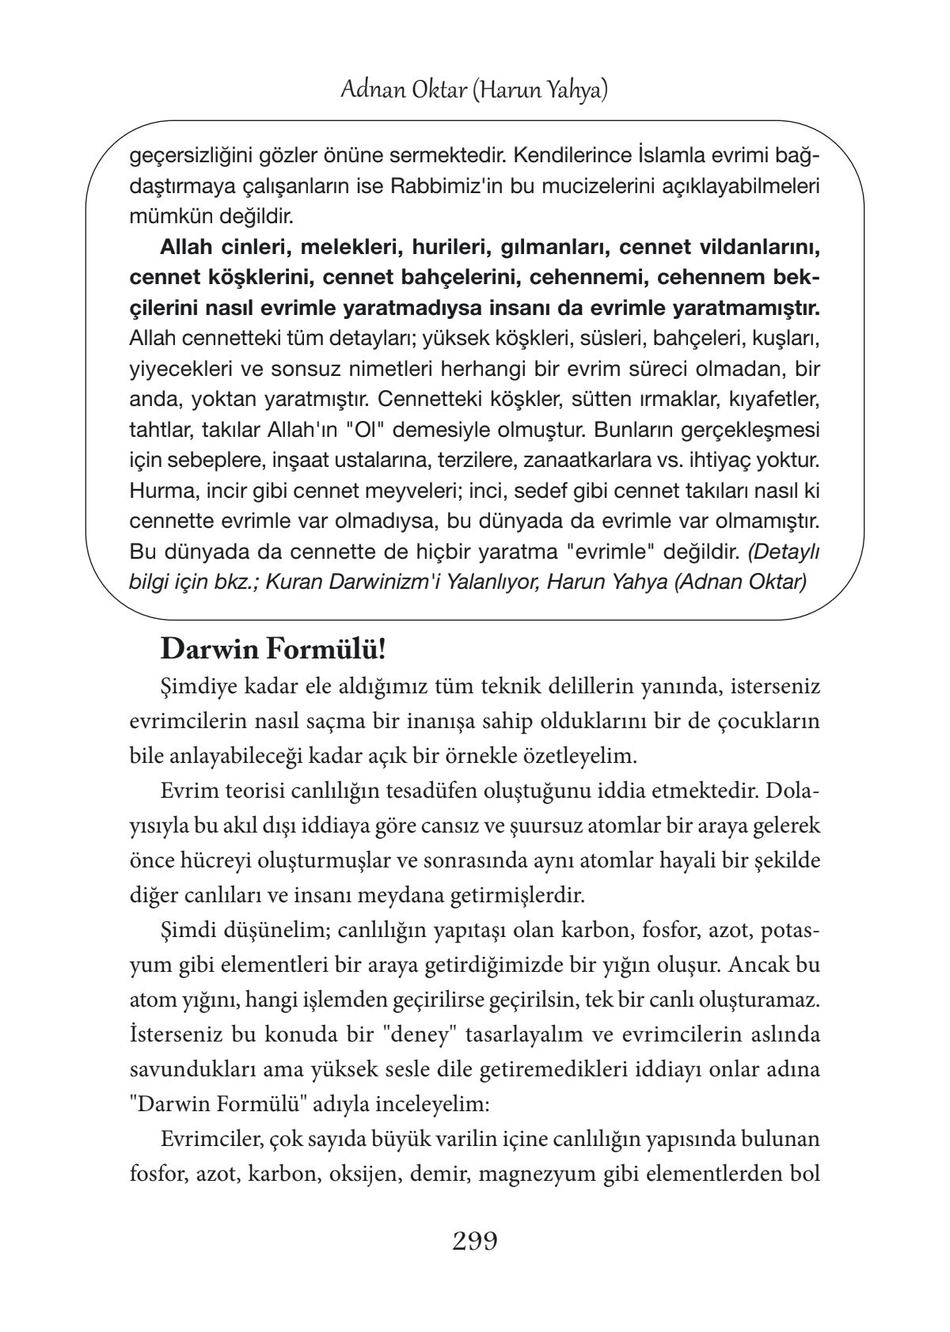 Adnan Oktar (Harun Yahya)
geçersizliğini gözler önüne sermektedir. Kendilerince İslamla evrimi bağ-
daştırmaya çalışanların ise Rabbimiz'in bu mucizelerini açıklayabilmeleri
mümkün değildir.
Allah cinleri, melekleri, hurileri, gılmanları, cennet vildanlarını,
cennet köşklerini, cennet bahçelerini, cehennemi, cehennem bek-
çilerini nasıl evrimle yaratmadıysa insanı da evrimle yaratmamıştır.
Allah cennetteki tüm detayları; yüksek köşkleri, süsleri, bahçeleri, kuşları,
yiyecekleri ve sonsuz nimetleri herhangi bir evrim süreci olmadan, bir
anda, yoktan yaratmıştır. Cennetteki köşkler, sütten ırmaklar, kıyafetler,
tahtlar, takılar Allah'ın "Ol" demesiyle olmuştur. Bunların gerçekleşmesi
için sebeplere, inşaat ustalarına, terzilere, zanaatkarlara vs. ihtiyaç yoktur.
Hurma, incir gibi cennet meyveleri; inci, sedef gibi cennet takıları nasıl ki
cennette evrimle var olmadıysa, bu dünyada da evrimle var olmamıştır.
Bu dünyada da cennette de hiçbir yaratma "evrimle" değildir. (Detaylı
bilgi için bkz.; Kuran Darwinizm'i Yalanlıyor, Harun Yahya (Adnan Oktar)
Darwin Formülü!
Şimdiye kadar ele aldığımız tüm teknik delillerin yanında, isterseniz
evrimcilerin nasıl saçma bir inanışa sahip olduklarını bir de çocukların
bile anlayabileceği kadar açık bir örnekle özetleyelim.
Evrim teorisi canlılığın tesadüfen oluştuğunu iddia etmektedir. Dola-
yısıyla bu akıl dışı iddiaya göre cansız ve şuursuz atomlar bir araya gelerek
önce hücreyi oluşturmuşlar ve sonrasında aynı atomlar hayali bir şekilde
diğer canlıları ve insanı meydana getirmişlerdir.
Şimdi düşünelim; canlılığın yapıtaşı olan karbon, fosfor, azot, potas-
yum gibi elementleri bir araya getirdiğimizde bir yığın oluşur. Ancak bu
atom yığını, hangi işlemden geçirilirse geçirilsin, tek bir canlı oluşturamaz.
İsterseniz bu konuda bir "deney" tasarlayalım ve evrimcilerin aslında
savundukları ama yüksek sesle dile getiremedikleri iddiayı onlar adına
"Darwin Formülü" adıyla inceleyelim:
Evrimciler, çok sayıda büyük varilin içine canlılığın yapısında bulunan
fosfor, azot, karbon, oksijen, demir, magnezyum gibi elementlerden bol
299